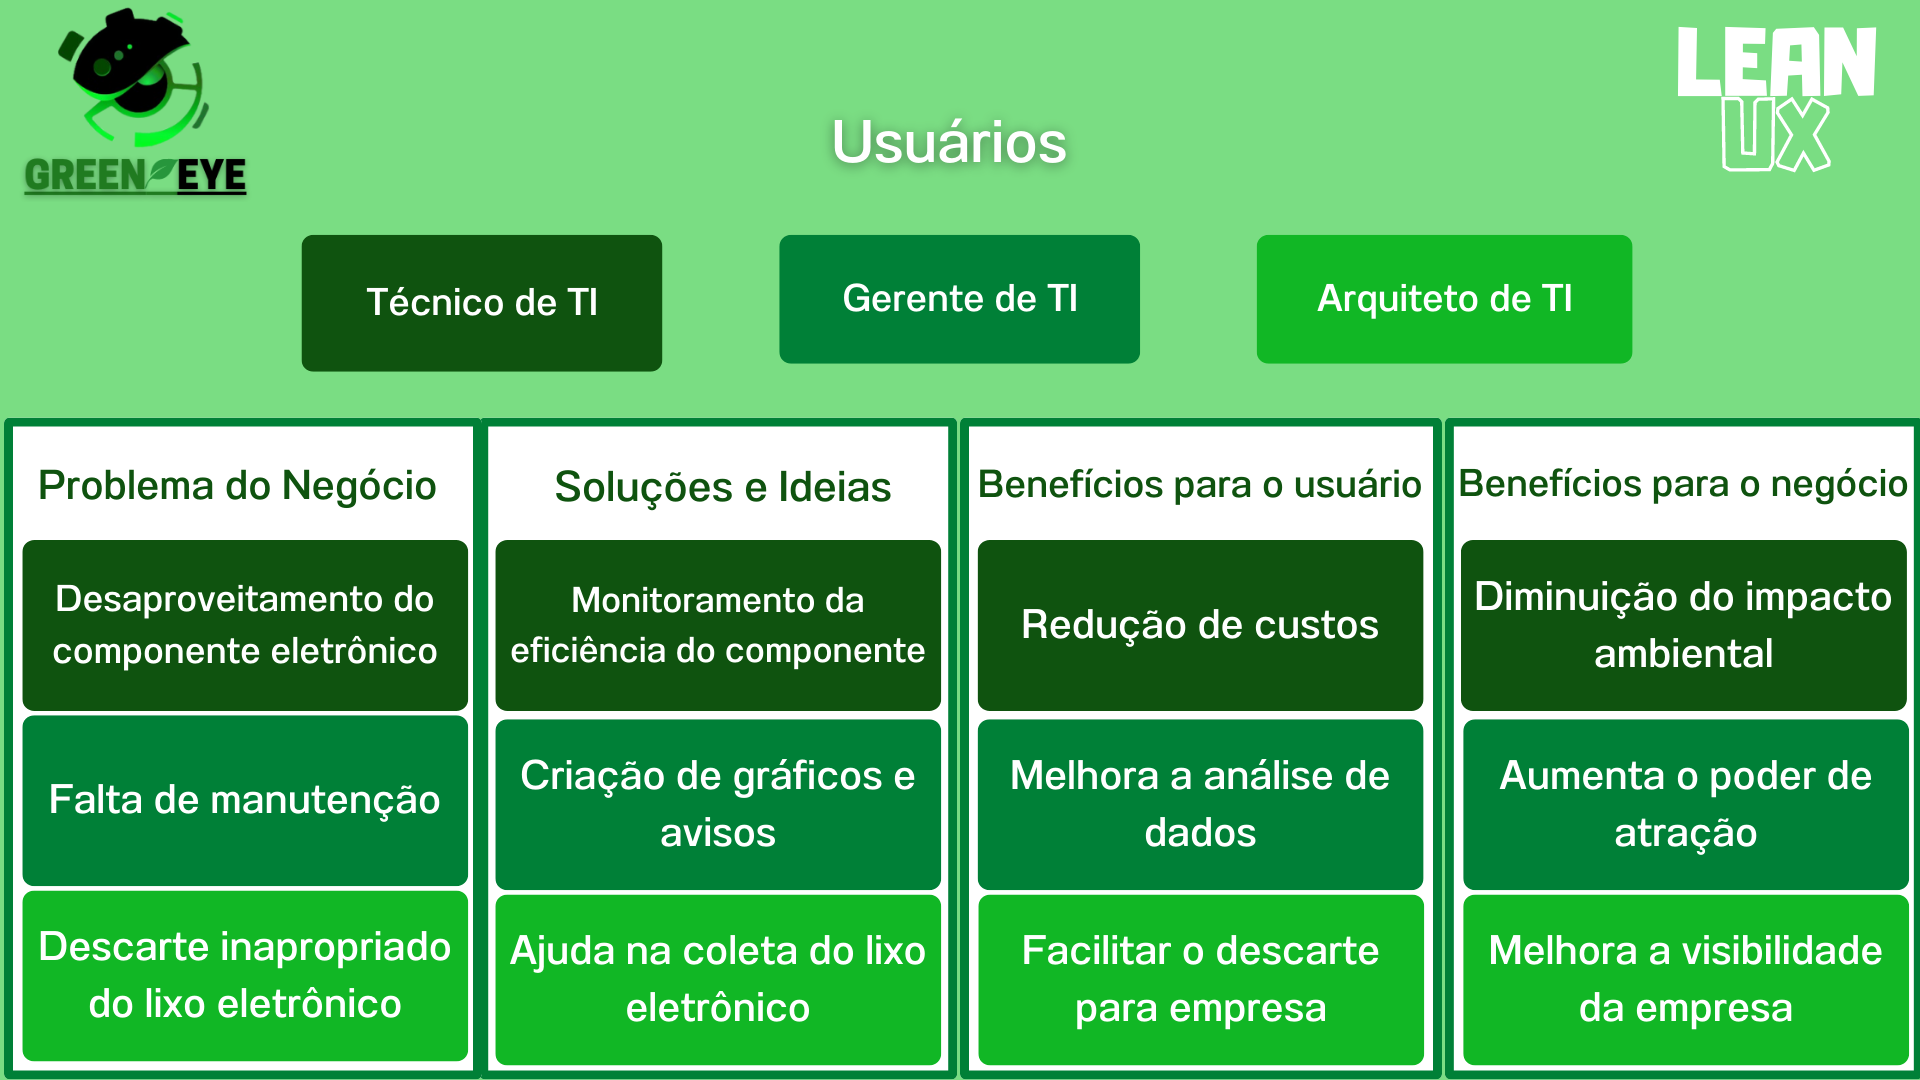 GREEN EYE
LEAN
UX
Usuários
Técnico de TI
Gerente de TI
Arquiteto de TI
Problema do Negócio
Desaproveitamento do
componente eletrônico
Falta de manutenção
Descarte inapropriado
do lixo eletrônico
Soluções e Ideias
Monitoramento da
eficiência do componente
Criação de gráficos e
avisos
Ajuda na coleta do lixo
eletrônico
Benefícios para o usuário
Redução de custos
Melhora a análise de
dados
Facilitar o descarte
para empresa
Benefícios para o negócio
Diminuição do impacto
ambiental
Aumenta o poder de
atração
Melhora a visibilidade
da empresa